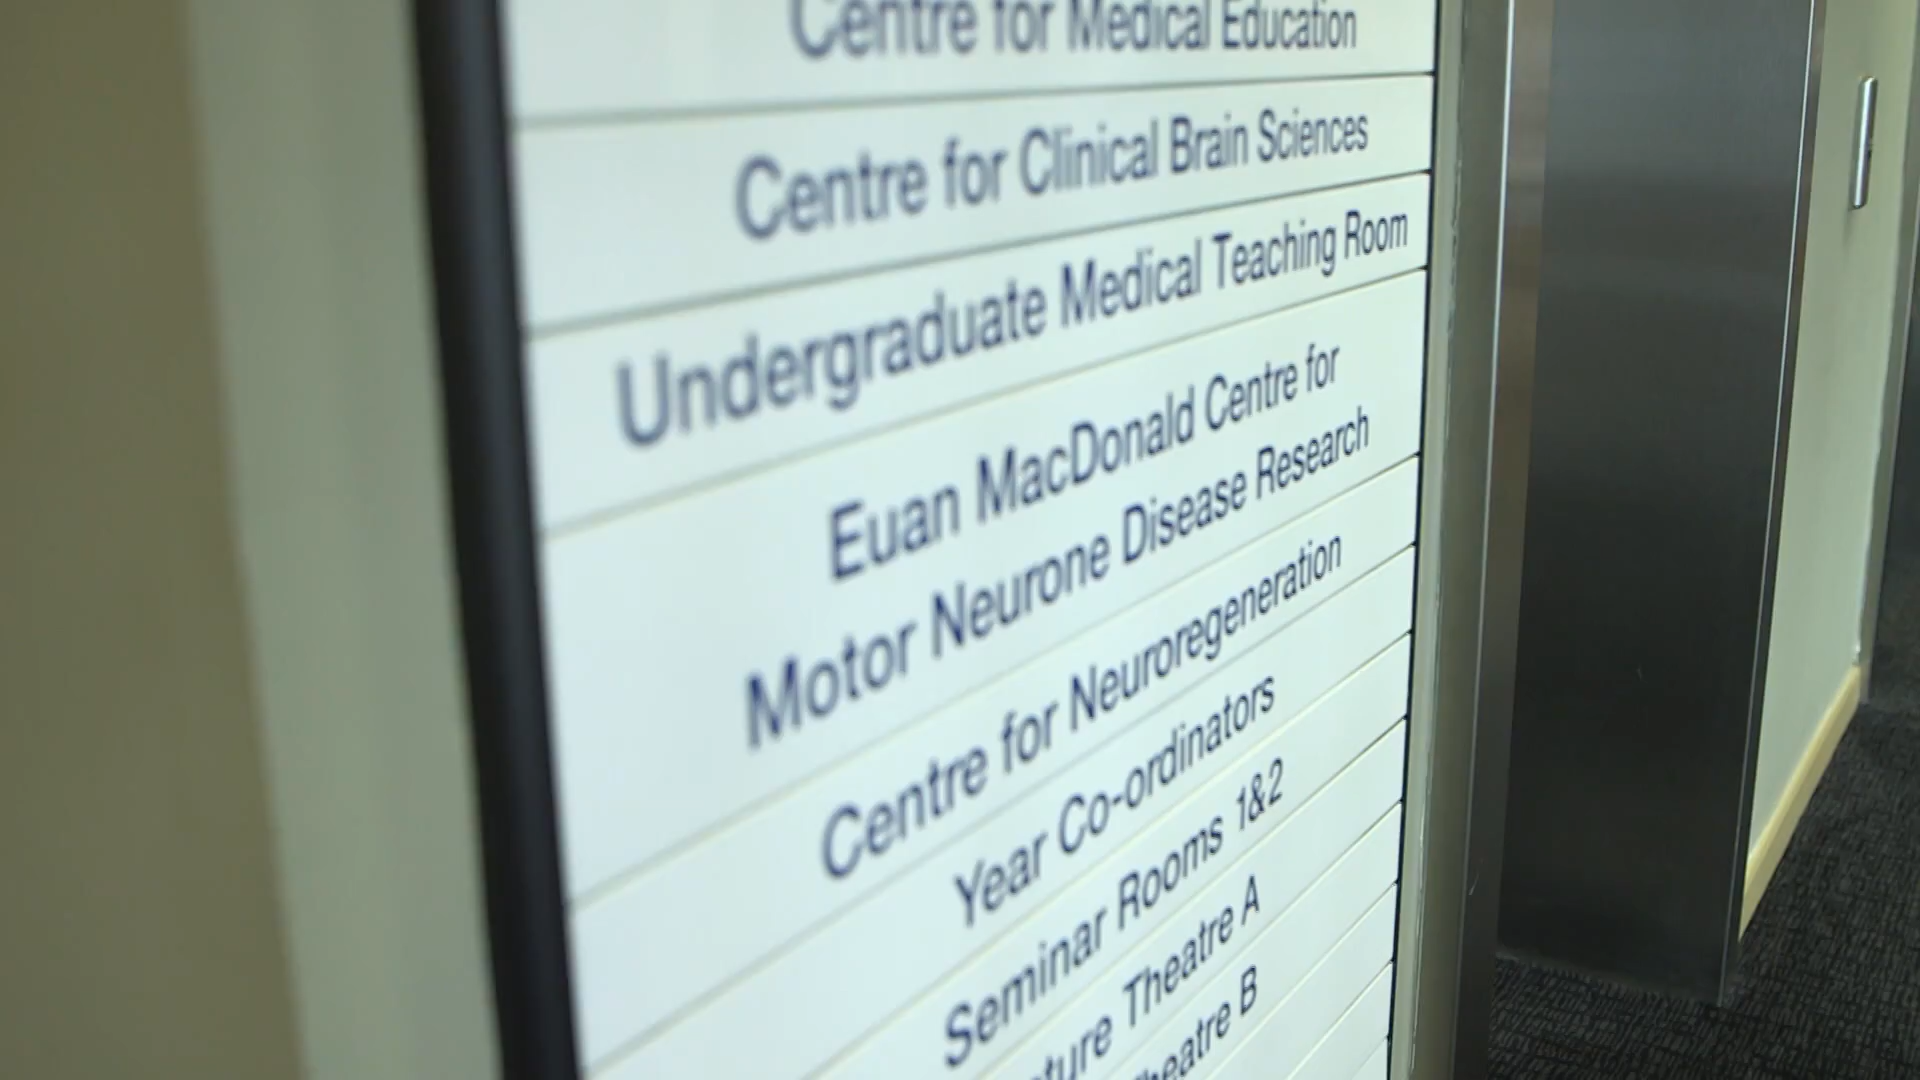 Centre for Medical Education
Centre for Clinical Brain Sciences
Undergraduate Medical Teaching Room
Euan MacDonald Centre for
Motor Neurone Disease Research
Centre for Neuroregeneration
Year Co-ordinators
Seminar Rooms 1&2
Theatre A
B